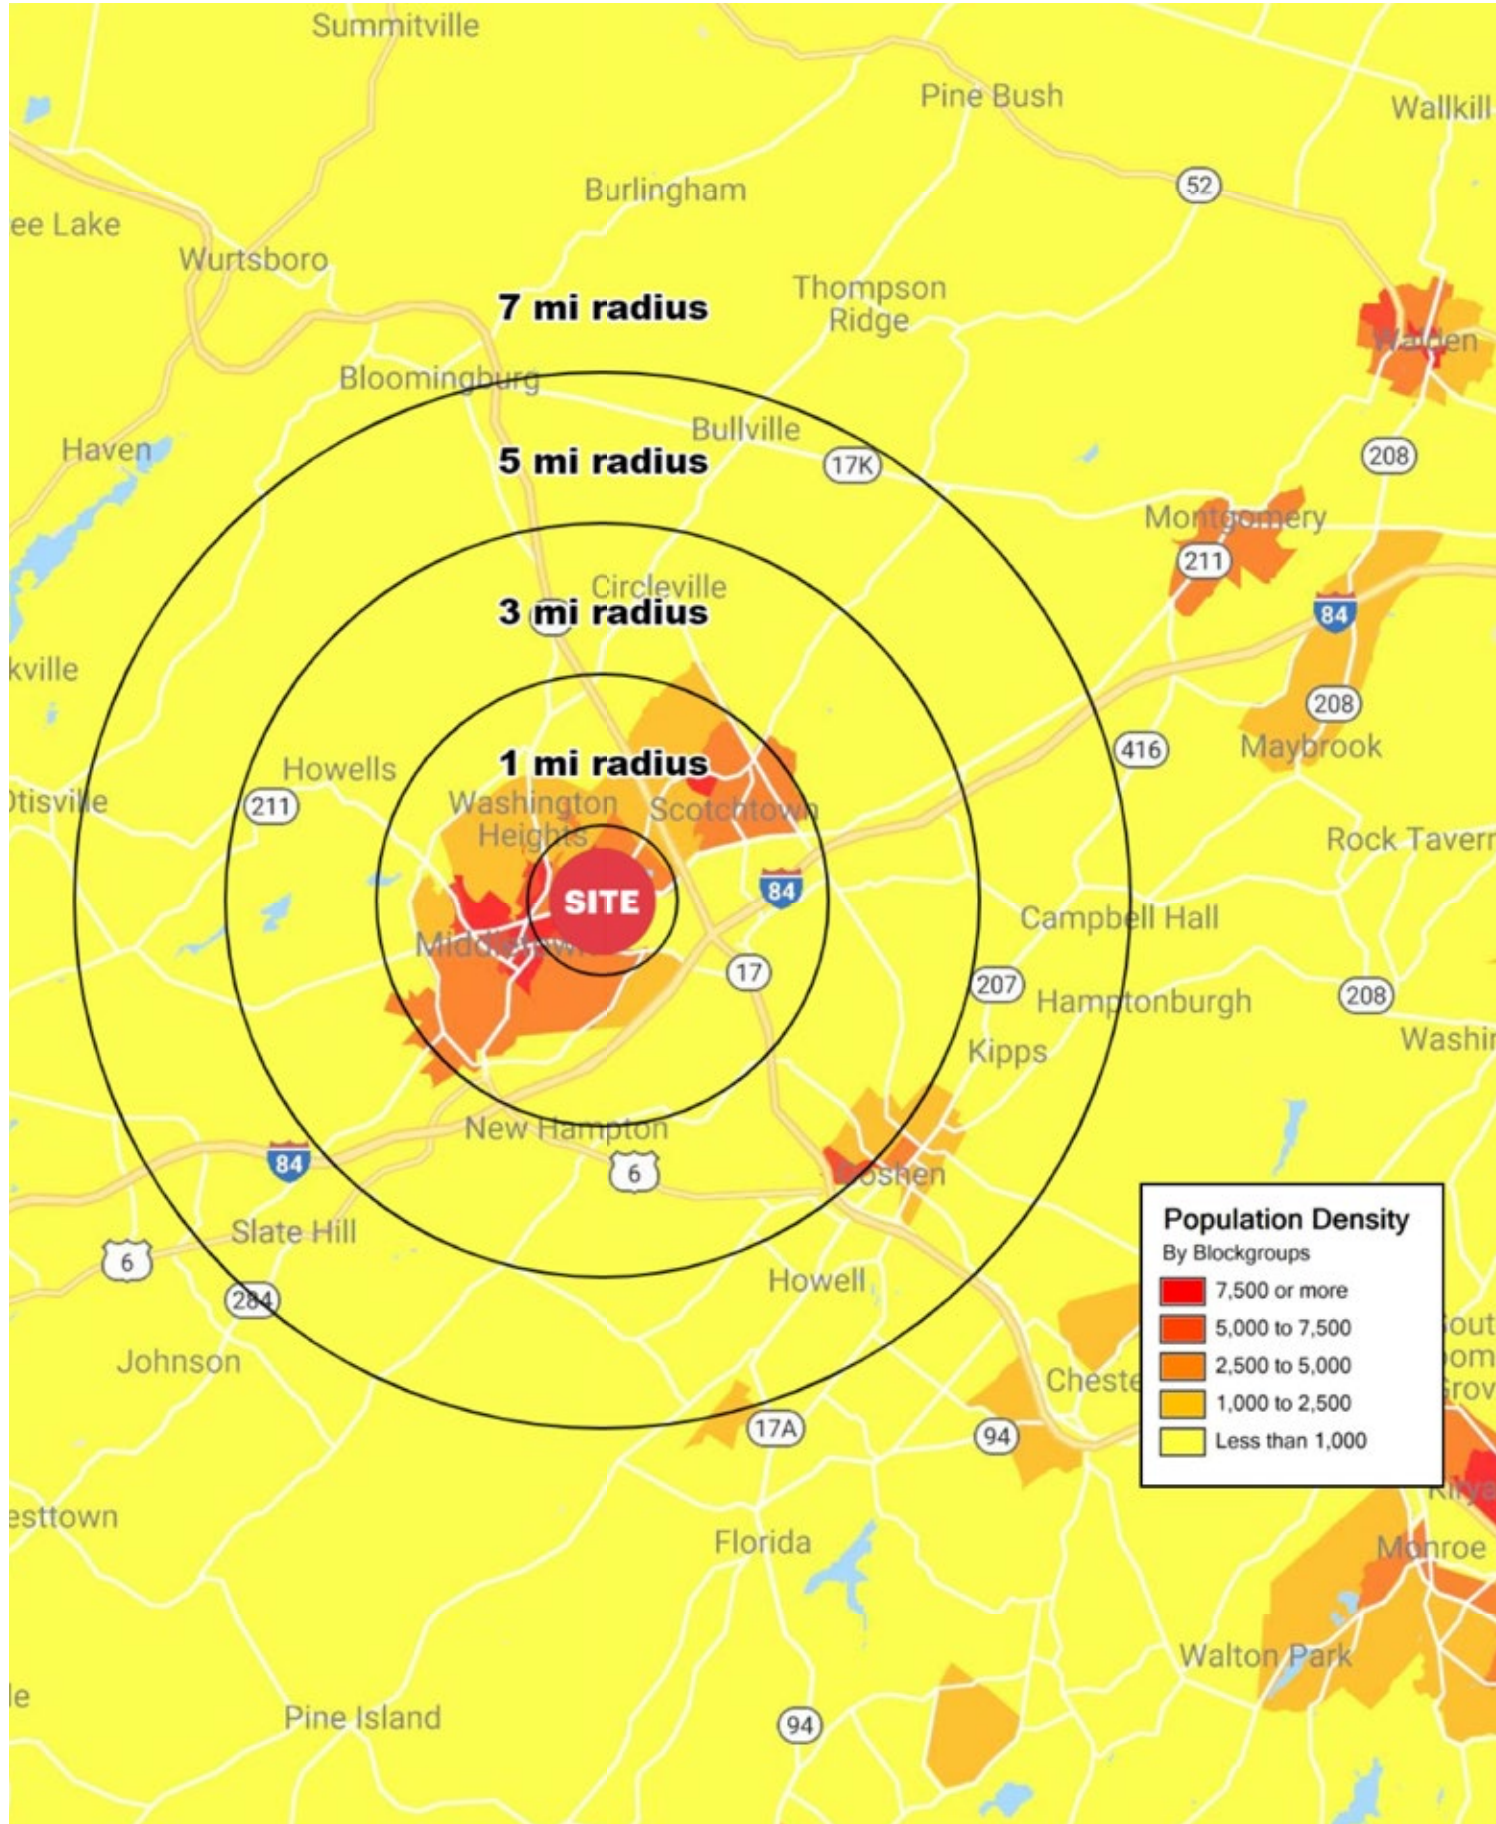 Summitville
Pine Bush
Wallkill
Burlingham
52
ee Lake
Wurtsboro
Thompson
Ridge
7 mi radius
Walden
Bloomingburg
Bullville
Haven
5 mi radius
17K
208
Montgomery
211
Circleville
3 mi radius
84
kville
208
416
Maybrook
1 mi radius
Howells
Otisville
211
Washington
Heights
Scotchtown
Rock Tavern
84
SITE
Campbell Hall
Middletown
17
207
Hamptonburgh
208
Washin
Kipps
New Hampton
84
6
Goshen
Slate Hill
6
Howell
284
Johnson
Cheste
17A
94
Population Density
By Blockgroups
7,500 or more
5,000 to 7,500
2,500 to 5,000
1,000 to 2,500
Less than 1,000
esttown
Florida
Monroe
Walton Park
le
Pine Island
94